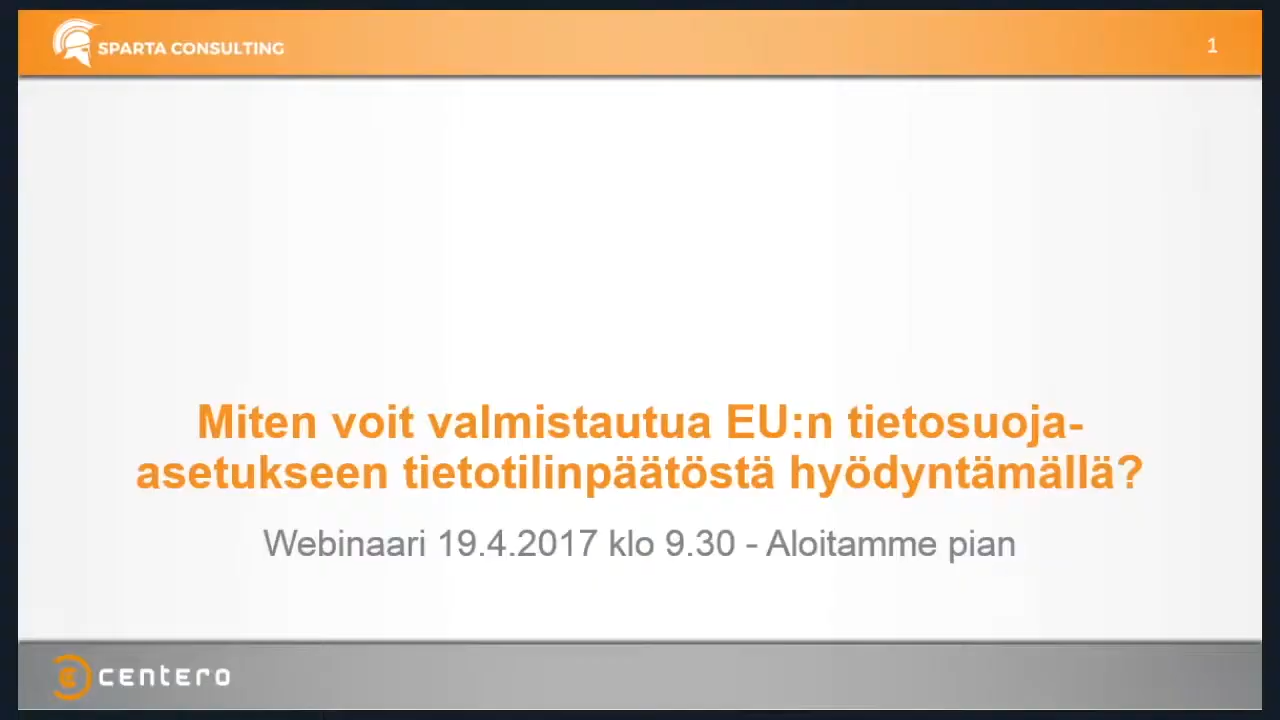 SPARTA CONSULTING
1
Miten voit valmistautua EU:n tietosuoja-
asetukseen tietotilinpäätöstä hyödyntämällä?
Webinaari 19.4.2017 klo 9.30 - Aloitamme pian
centero